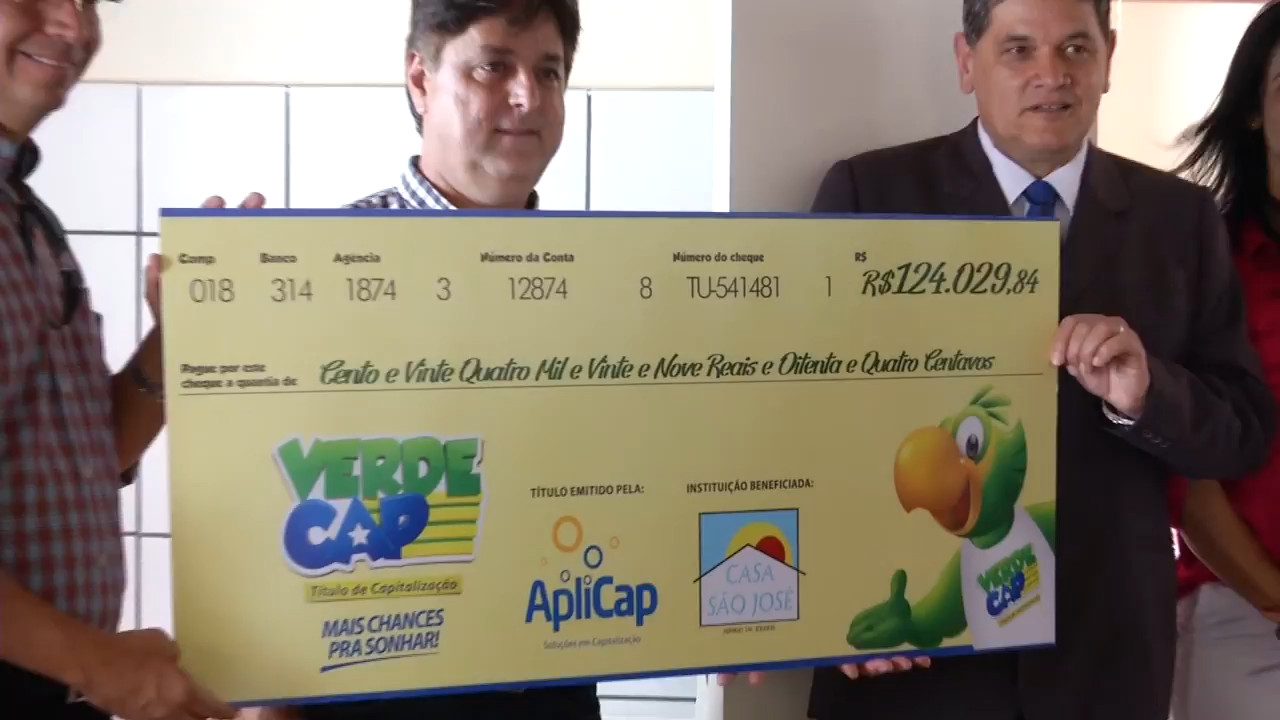 Comp Banco Agencia Número da Conta Número do cheque R$
018 314 1874 3 12874 8 TU-541481 1 R$124.029,84
Pague por este
cheque a quantia de
Cento e Vinte Quatro Mil e Vinte e Nove Reais e Oitenta e Quatro Centavos
VERDE
CAP
Título de Capitalização
MAIS CHANCES
PRA SONHAR!
TÍTULO EMITIDO PELA:
ApliCap
Soluções em Capitalização
INSTITUIÇÃO BENEFICIADA:
CASA
SÃO JOSÉ
VERDE
CAP